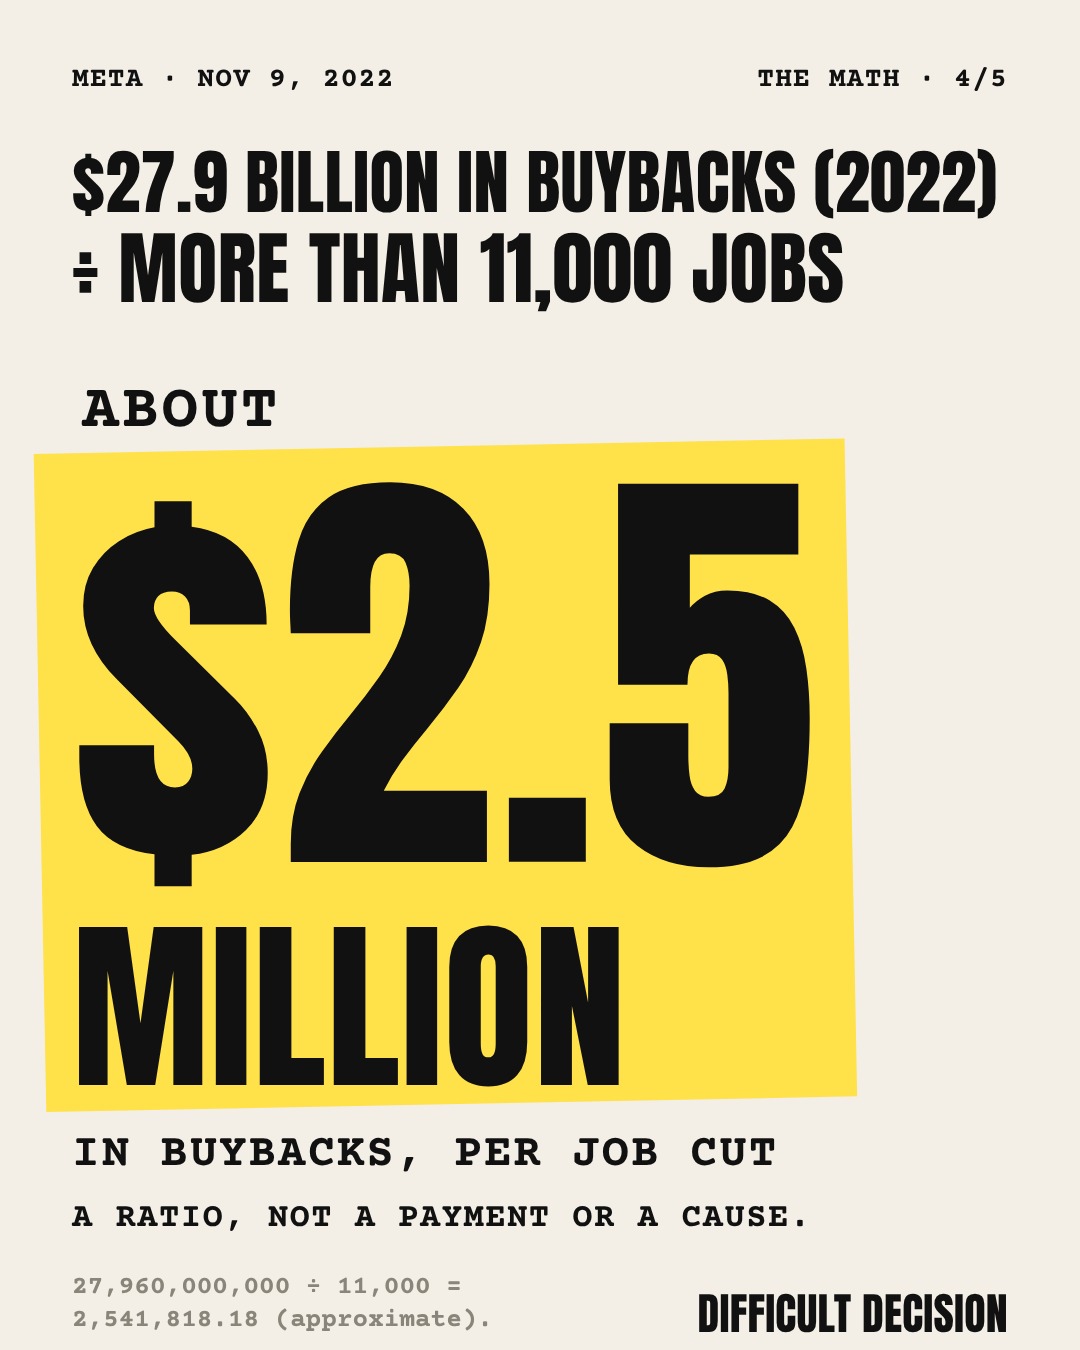 META · NOV 9, 2022
THE MATH · 4/5
$27.9 BILLION IN BUYBACKS (2022)
÷ MORE THAN 11,000 JOBS
ABOUT
$2.5
MILLION
IN BUYBACKS, PER JOB CUT
A RATIO, NOT A PAYMENT OR A CAUSE.
27,960,000,000 ÷ 11,000 =
2,541,818.18 (approximate).
DIFFICULT DECISION